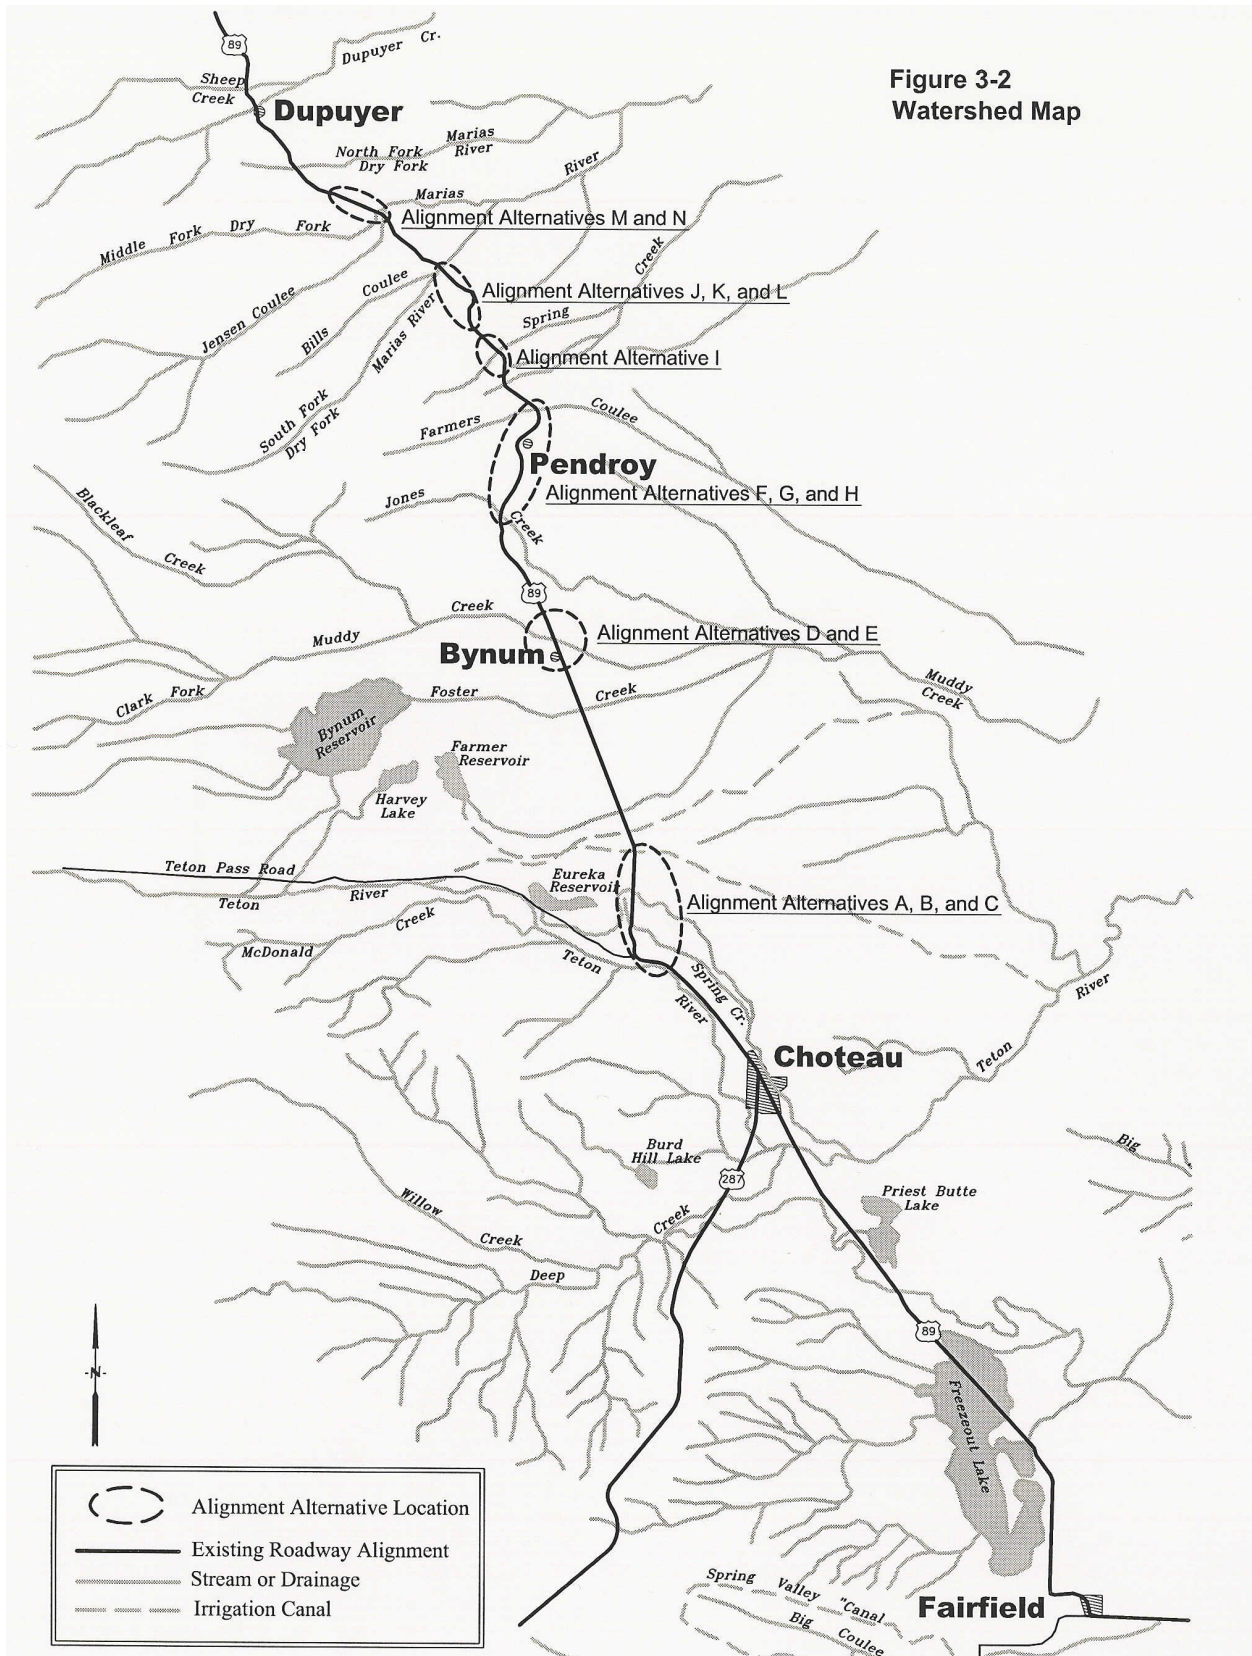 89
Dupuyer Cr.
Figure 3-2
Watershed Map
Sheep
Creek
Dupuyer
North Fork
Dry Fork
Marias
River
Marias
River
Alignment Alternatives M and N
Middle Fork Dry Fork
Creek
Jensen Coulee
Bills
Coulee
Alignment Alternatives J, K, and L
Spring
South Fork
Dry Fork
Marias River
Alignment Alternative I
Farmers
Coulee
Pendroy
Alignment Alternatives F, G, and H
Jones
Creek
Blackleaf
Creek
89
Muddy
Creek
Alignment Alternatives D and E
Bynum
Clark Fork
Muddy
Creek
Foster
Creek
Bynum
Reservoir
Farmer
Reservoir
Harvey
Lake
Teton Pass Road
Teton
River
Eureka
Reservoir
Alignment Alternatives A, B, and C
McDonald
Creek
Teton
River
Spring Cr.
River
Teton
Choteau
Burd
Hill Lake
287
Big
Priest Butte
Lake
Willow
Creek
Creek
Deep
89
-N-
Freezeout Lake
Alignment Alternative Location
Existing Roadway Alignment
Stream or Drainage
Irrigation Canal
Spring Valley "Canal
Big Coulee
Fairfield